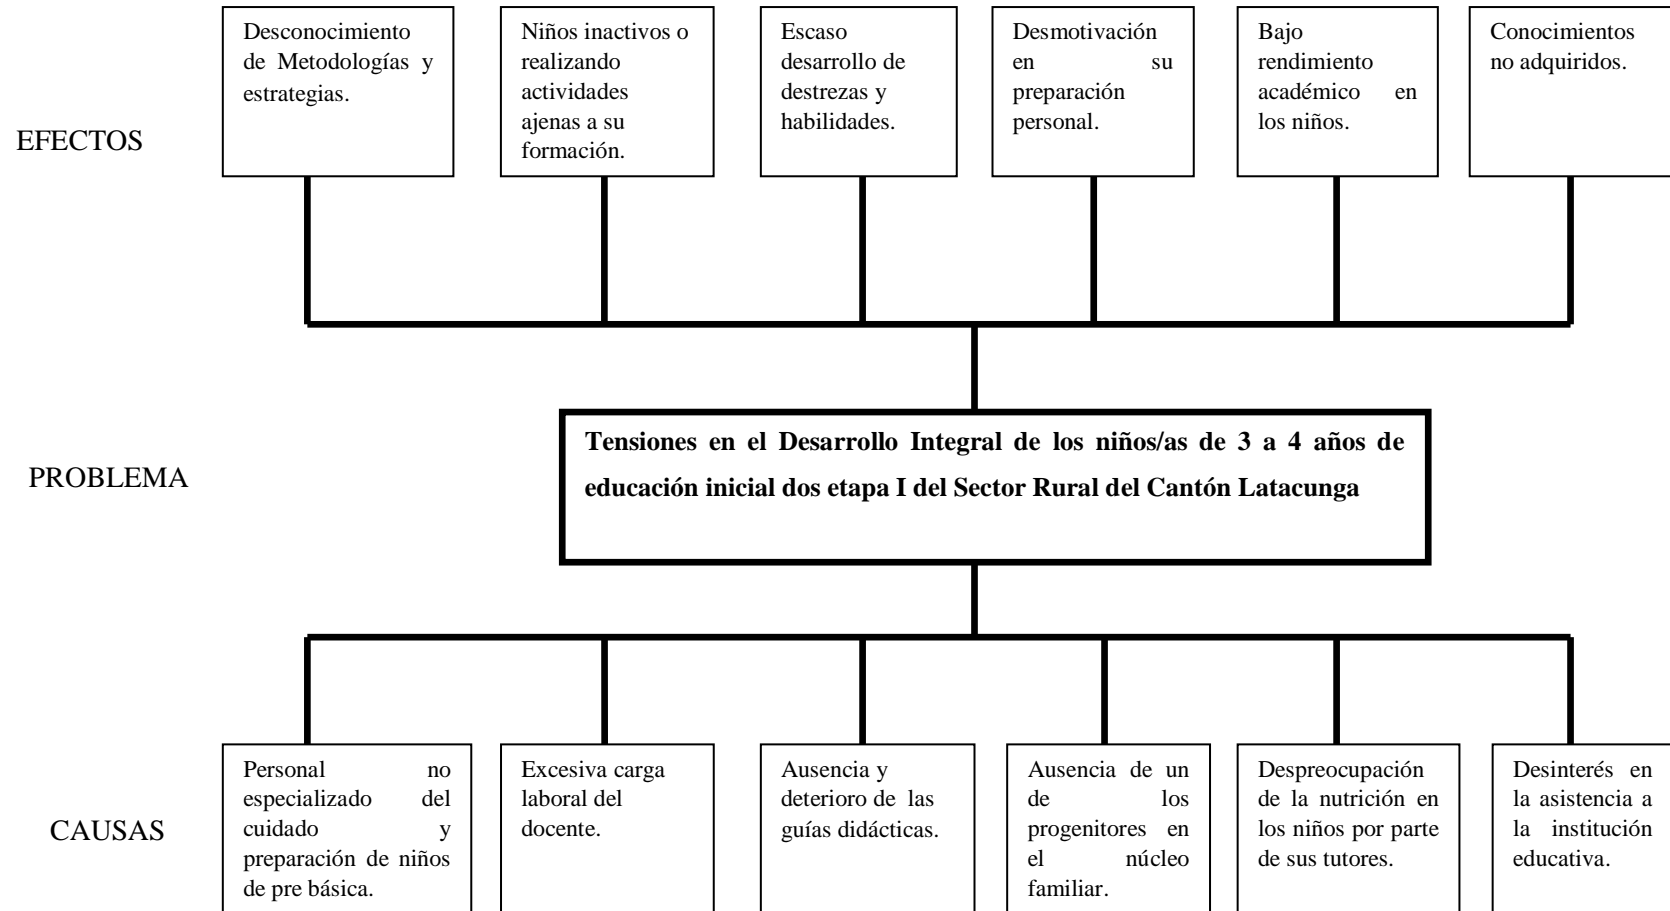 EFECTOS
Desconocimiento
de Metodologías y
estrategias.
Niños inactivos o
realizando
actividades
ajenas a su
formación.
Escaso
desarrollo de
destrezas y
habilidades.
Desmotivación
en su
preparación
personal.
Bajo
rendimiento
académico en
los niños.
Conocimientos
no adquiridos.
PROBLEMA
Tensiones en el Desarrollo Integral de los niños/as de 3 a 4 años de
educación inicial dos etapa I del Sector Rural del Cantón Latacunga
CAUSAS
Personal no
especializado del
cuidado y
preparación de niños
de pre básica.
Excesiva carga
laboral del
docente.
Ausencia y
deterioro de las
guías didácticas.
Ausencia de un
de los
progenitores en
el núcleo
familiar.
Despreocupación
de la nutrición en
los niños por parte
de sus tutores.
Desinterés en
la asistencia a
la institución
educativa.